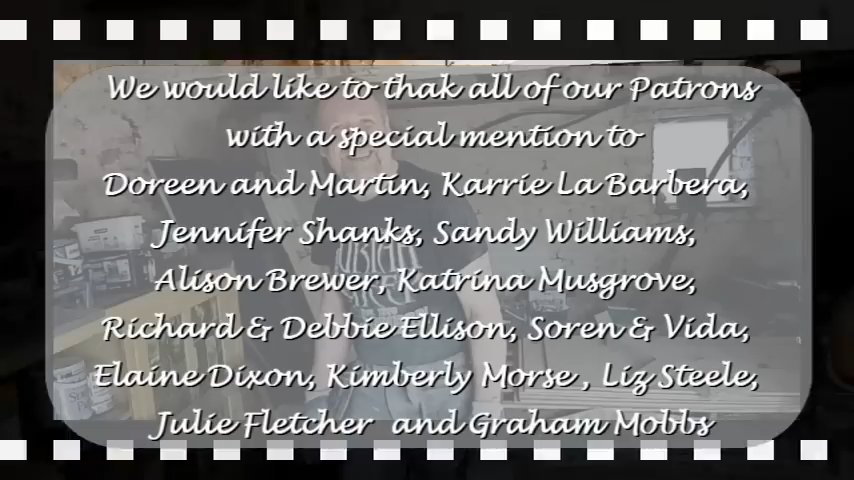 We would like to thak all of our Patrons
with a special mention to
Doreen and Martin, Karrie La Barbera,
Jennifer Shanks, Sandy Williams,
Alison Brewer, Katrina Musgrove,
Richard & Debbie Ellison, Soren & Vida,
Elaine Dixon, Kimberly Morse , Liz Steele,
Julie Fletcher and Graham Mobbs